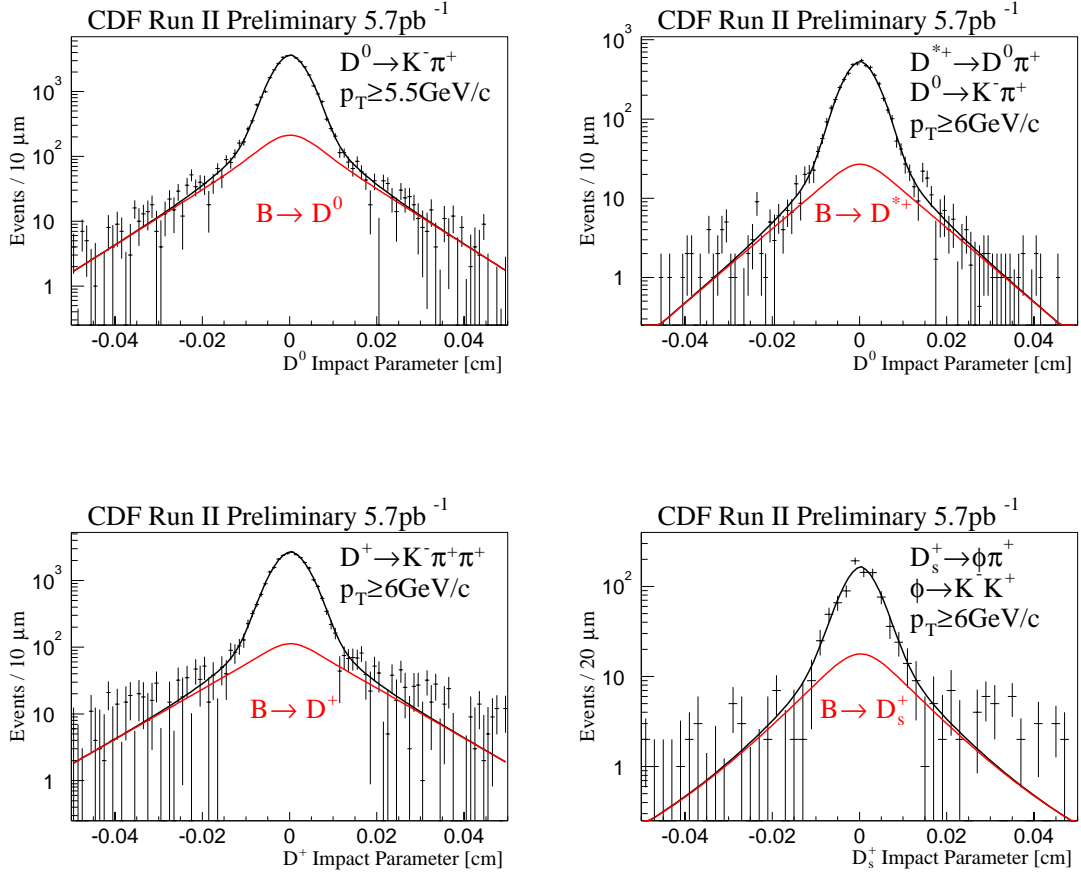 CDF Run II Preliminary 5.7pb⁻¹
D⁰→K⁻π⁺
p_T≥5.5GeV/c
B→ D⁰
Events / 10 μm
10³
10²
10
1
-0.04 -0.02 0 0.02 0.04
D⁰ Impact Parameter [cm]
CDF Run II Preliminary 5.7pb⁻¹
D*⁺→D⁰π⁺
D⁰→K⁻π⁺
p_T≥6GeV/c
B→ D*⁺
Events / 10 μm
10³
10²
10
1
-0.04 -0.02 0 0.02 0.04
D⁰ Impact Parameter [cm]
CDF Run II Preliminary 5.7pb⁻¹
D⁺→K⁻π⁺π⁺
p_T≥6GeV/c
B→ D⁺
Events / 10 μm
10³
10²
10
1
-0.04 -0.02 0 0.02 0.04
D⁺ Impact Parameter [cm]
CDF Run II Preliminary 5.7pb⁻¹
D_s⁺→ϕπ⁺
ϕ→K⁻K⁺
p_T≥6GeV/c
B→ D_s⁺
Events / 20 μm
10²
10
1
-0.04 -0.02 0 0.02 0.04
D_s⁺ Impact Parameter [cm]